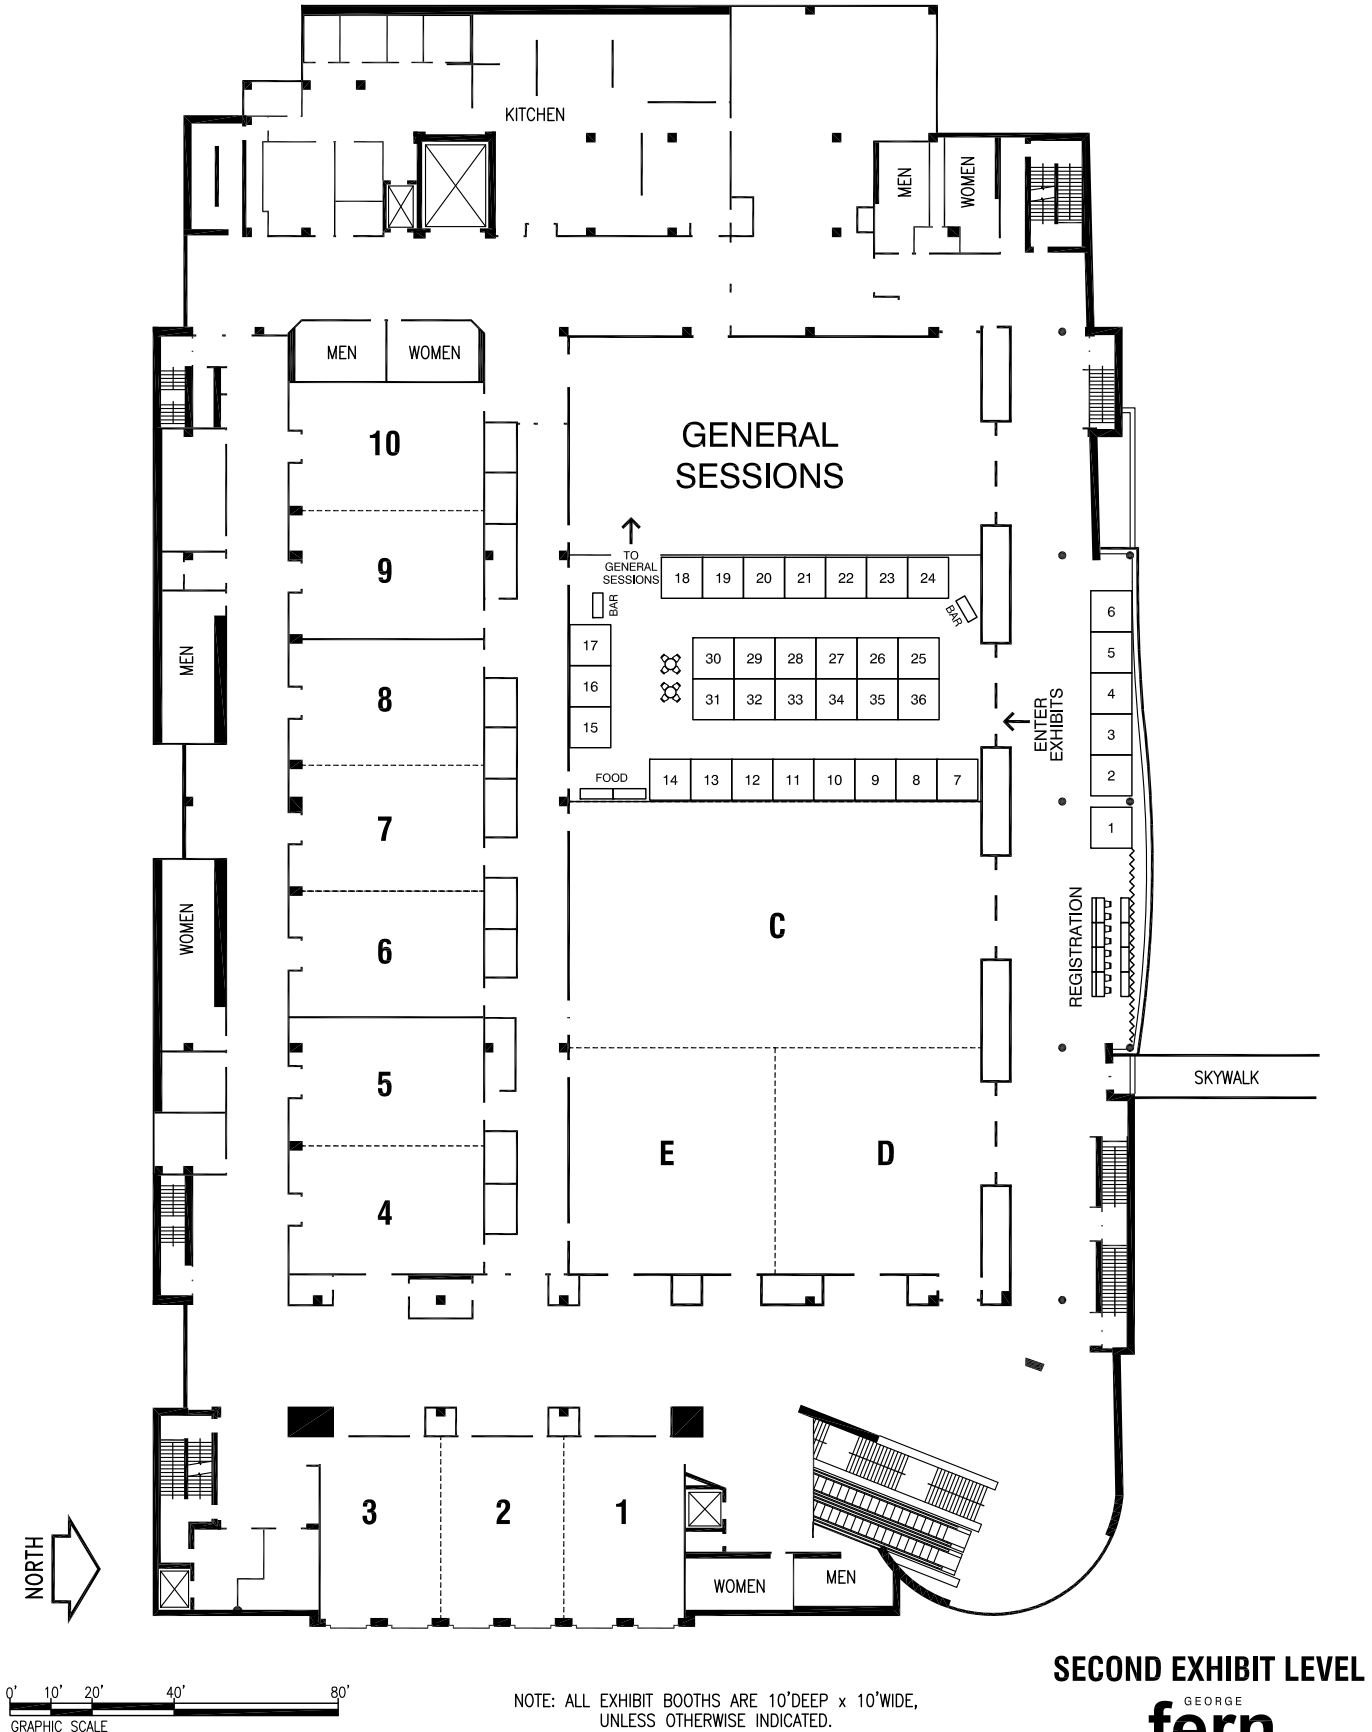 KITCHEN
MEN
WOMEN
MEN
WOMEN
GENERAL
SESSIONS
10
TO
GENERAL
SESSIONS
18 19 20 21 22 23 24
9
BAR
BAR
6
17
30 29 28 27 26 25
5
MEN
16
31 32 33 34 35 36
4
8
15
ENTER
EXHIBITS
3
FOOD
14 13 12 11 10 9 8 7
2
7
1
WOMEN
6
C
REGISTRATION
5
SKYWALK
E
D
4
3
2
1
NORTH
WOMEN
MEN
SECOND EXHIBIT LEVEL
0' 10' 20' 40' 80'
GRAPHIC SCALE
NOTE: ALL EXHIBIT BOOTHS ARE 10'DEEP x 10'WIDE,
UNLESS OTHERWISE INDICATED.
GEORGE
fern